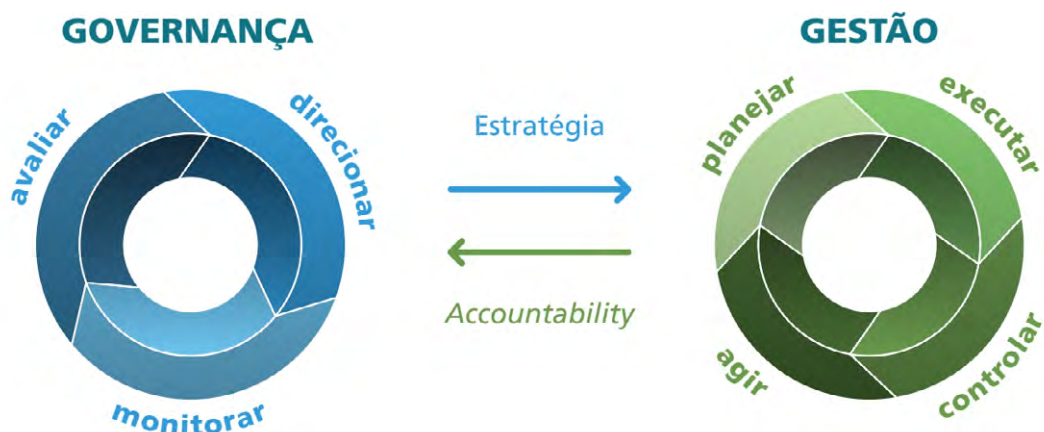 GOVERNANÇA
avaliar
direcionar
monitorar
Estratégia
Accountability
GESTÃO
planejar
executar
controlar
agir